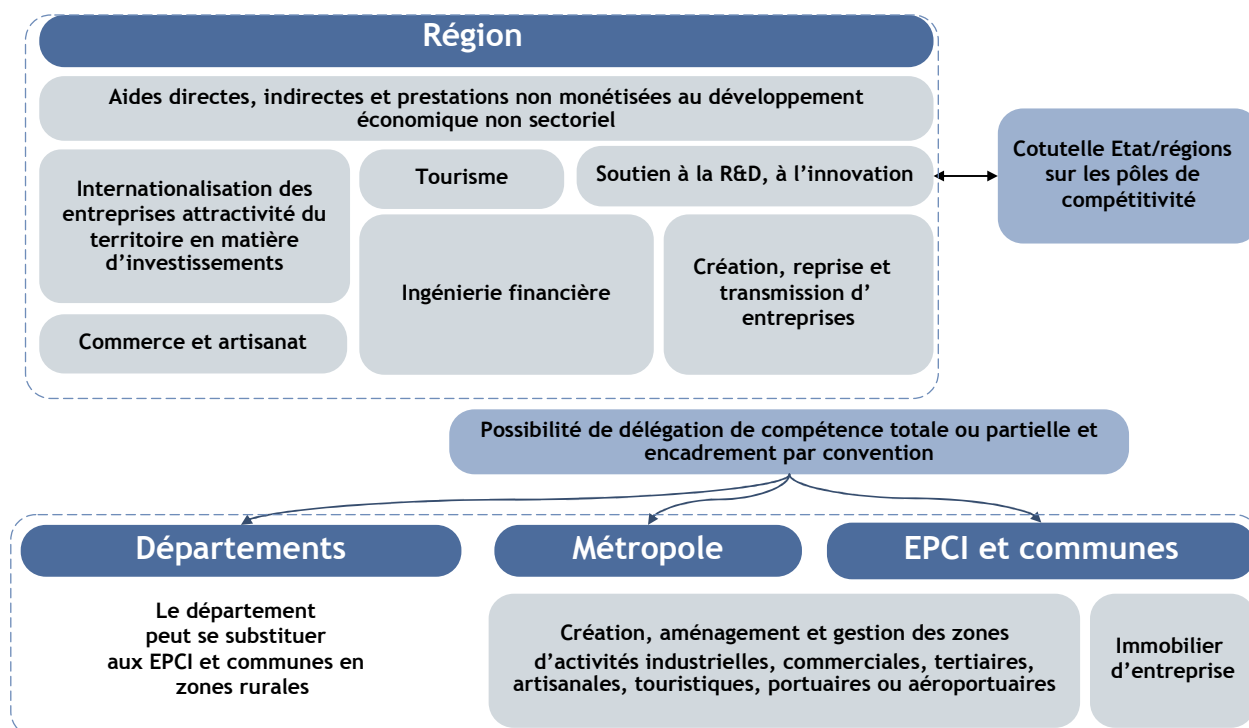 Région
Aides directes, indirectes et prestations non monétisées au développement
économique non sectoriel
Internationalisation des
entreprises attractivité du
territoire en matière
d'investissements
Tourisme
Soutien à la R&D, à l'innovation
Cotutelle Etat/régions
sur les pôles de
compétitivité
Ingénierie financière
Création, reprise et
transmission d'
entreprises
Commerce et artisanat
Possibilité de délégation de compétence totale ou partielle et
encadrement par convention
Départements
Métropole
EPCI et communes
Le département
peut se substituer
aux EPCI et communes en
zones rurales
Création, aménagement et gestion des zones
d'activités industrielles, commerciales, tertiaires,
artisanales, touristiques, portuaires ou aéroportuaires
Immobilier
d'entreprise